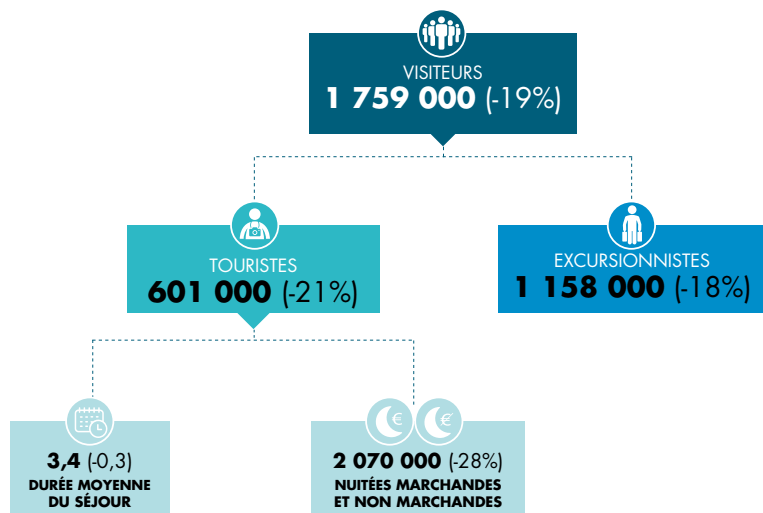 VISITEURS
1 759 000 (-19%)
TOURISTES
601 000 (-21%)
EXCURSIONNISTES
1 158 000 (-18%)
3,4 (-0,3)
DURÉE MOYENNE
DU SÉJOUR
€ €
2 070 000 (-28%)
NUITÉES MARCHANDES
ET NON MARCHANDES